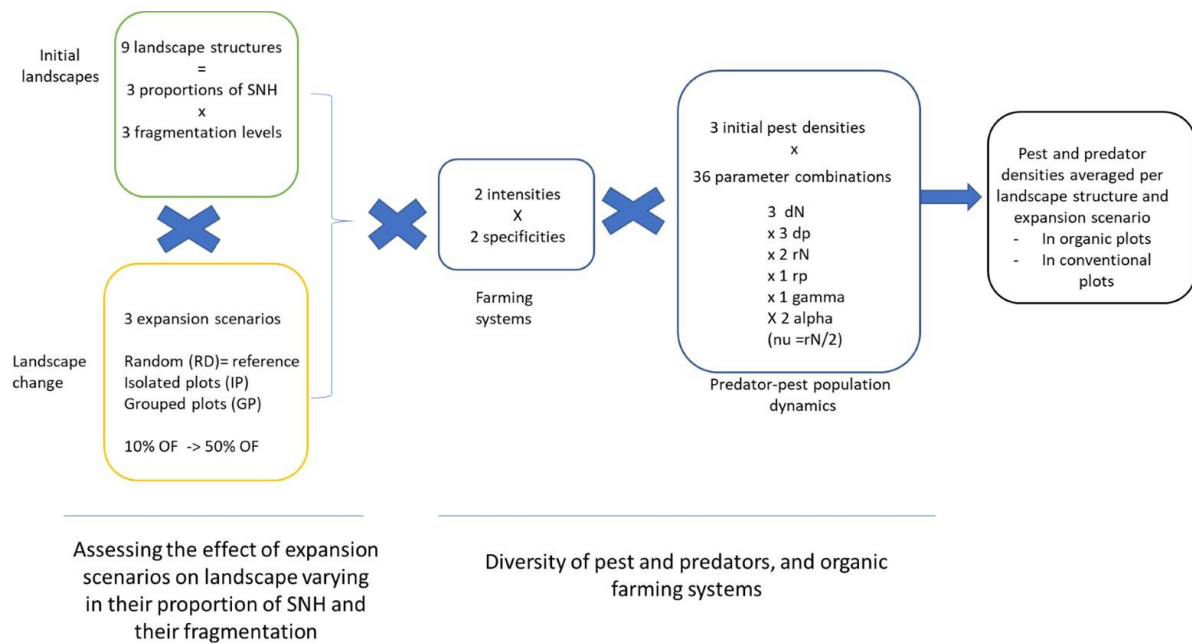 Initial
landscapes
9 landscape structures
=
3 proportions of SNH
x
3 fragmentation levels
Landscape
change
3 expansion scenarios
Random (RD)= reference
Isolated plots (IP)
Grouped plots (GP)
10% OF -> 50% OF
2 intensities
X
2 specificities
Farming
systems
3 initial pest densities
x
36 parameter combinations
3 dN
x 3 dp
x 2 rN
x 1 rp
x 1 gamma
X 2 alpha
(nu =rN/2)
Predator-pest population
dynamics
Pest and predator
densities averaged per
landscape structure and
expansion scenario
- In organic plots
- In conventional
plots
Assessing the effect of expansion
scenarios on landscape varying
in their proportion of SNH and
their fragmentation
Diversity of pest and predators, and organic
farming systems